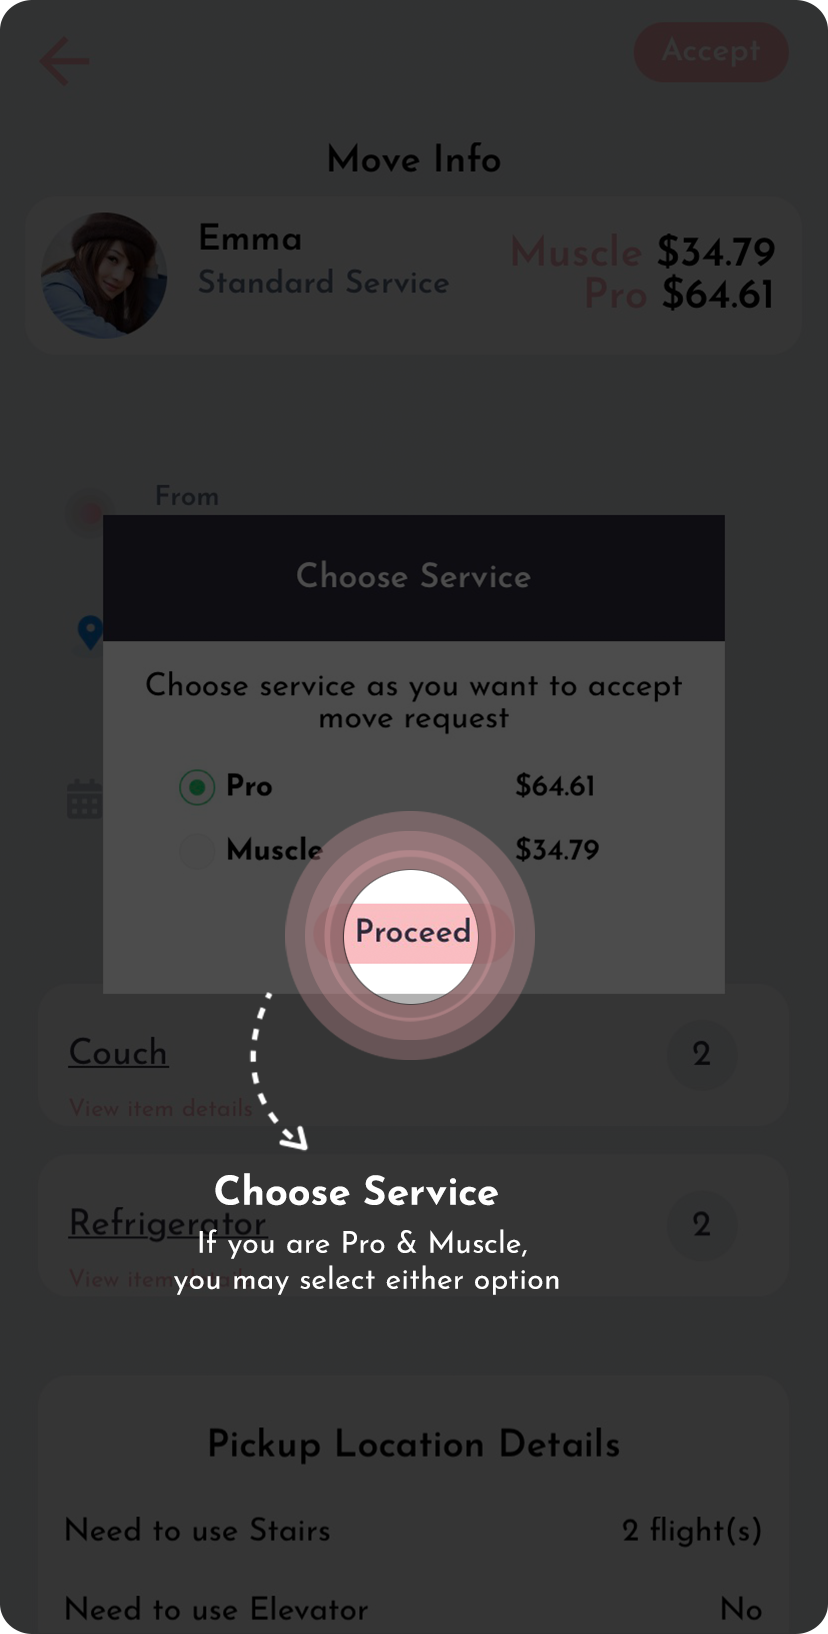 Accept
Move Info
Emma
Standard Service
Muscle $34.79
Pro $64.61
From
Choose Service
Choose service as you want to accept
move request
Pro $64.61
Muscle $34.79
Proceed
Couch 2
View item details
Choose Service
Refrigerator 2
If you are Pro & Muscle,
View item details
you may select either option
Pickup Location Details
Need to use Stairs 2 flight(s)
Need to use Elevator No